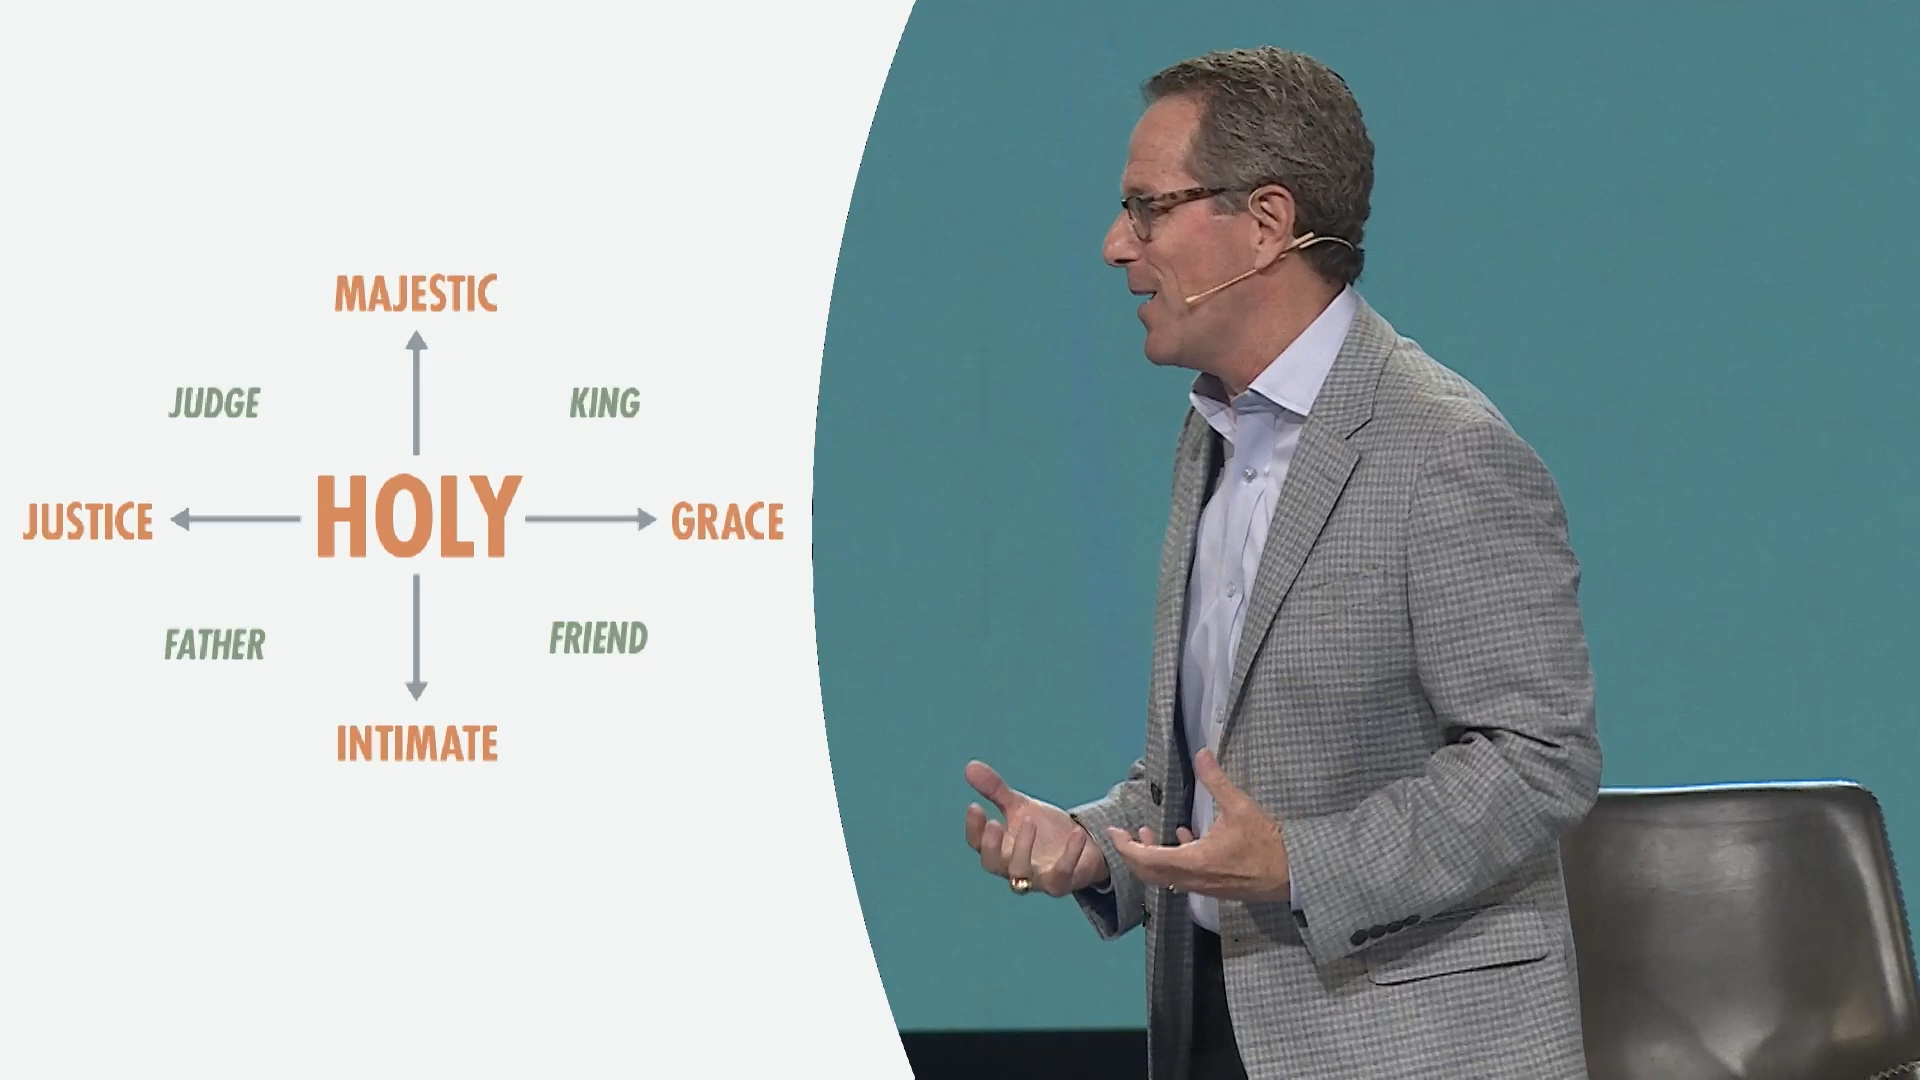 MAJESTIC
JUDGE
KING
JUSTICE
HOLY
GRACE
FATHER
FRIEND
INTIMATE